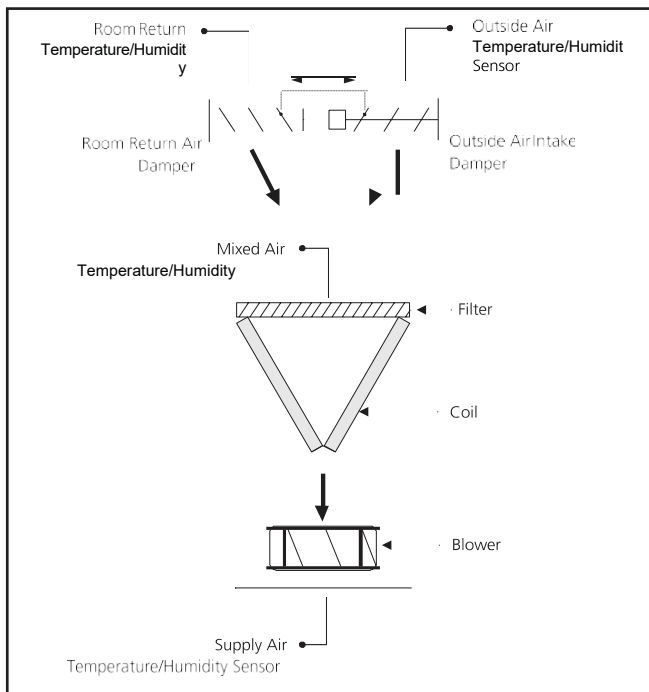 Room Return
Temperature/Humidit
y
Outside Air
Temperature/Humidit
Sensor
Room Return Air
Damper
Outside AirIntake
Damper
Mixed Air
Temperature/Humidity
Filter
Coil
Blower
Supply Air
Temperature/Humidity Sensor